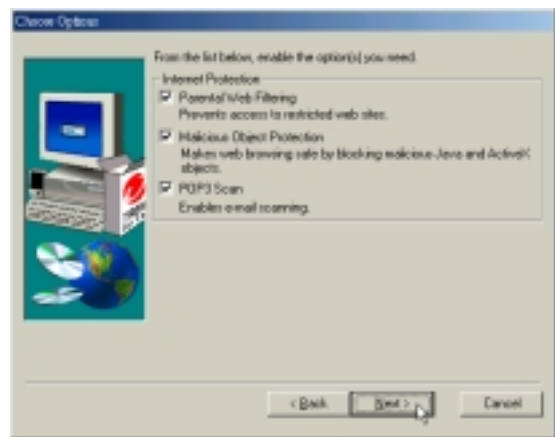 Choose Options
From the list below, enable the option(s) you need.
Internet Protection
Parental Web Filtering
Prevents access to restricted web sites.
Malicious Object Protection
Makes web browsing safe by blocking malicious Java and ActiveX
objects.
POP3 Scan
Enables e-mail scanning.
< Back
Next >
Cancel